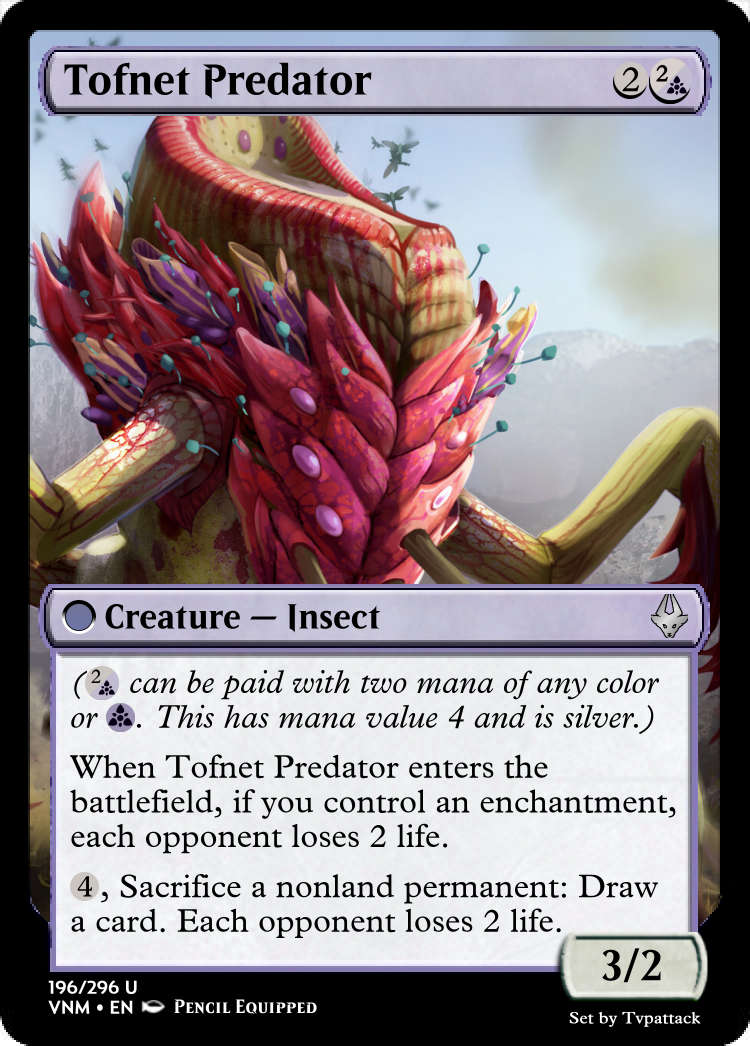 Tofnet Predator 2 2
Creature — Insect
(2 can be paid with two mana of any color
or . This has mana value 4 and is silver.)
When Tofnet Predator enters the
battlefield, if you control an enchantment,
each opponent loses 2 life.
4, Sacrifice a nonland permanent: Draw
a card. Each opponent loses 2 life.
3/2
196/296 U
VNM • EN Pencil Equipped
Set by Tvpattack